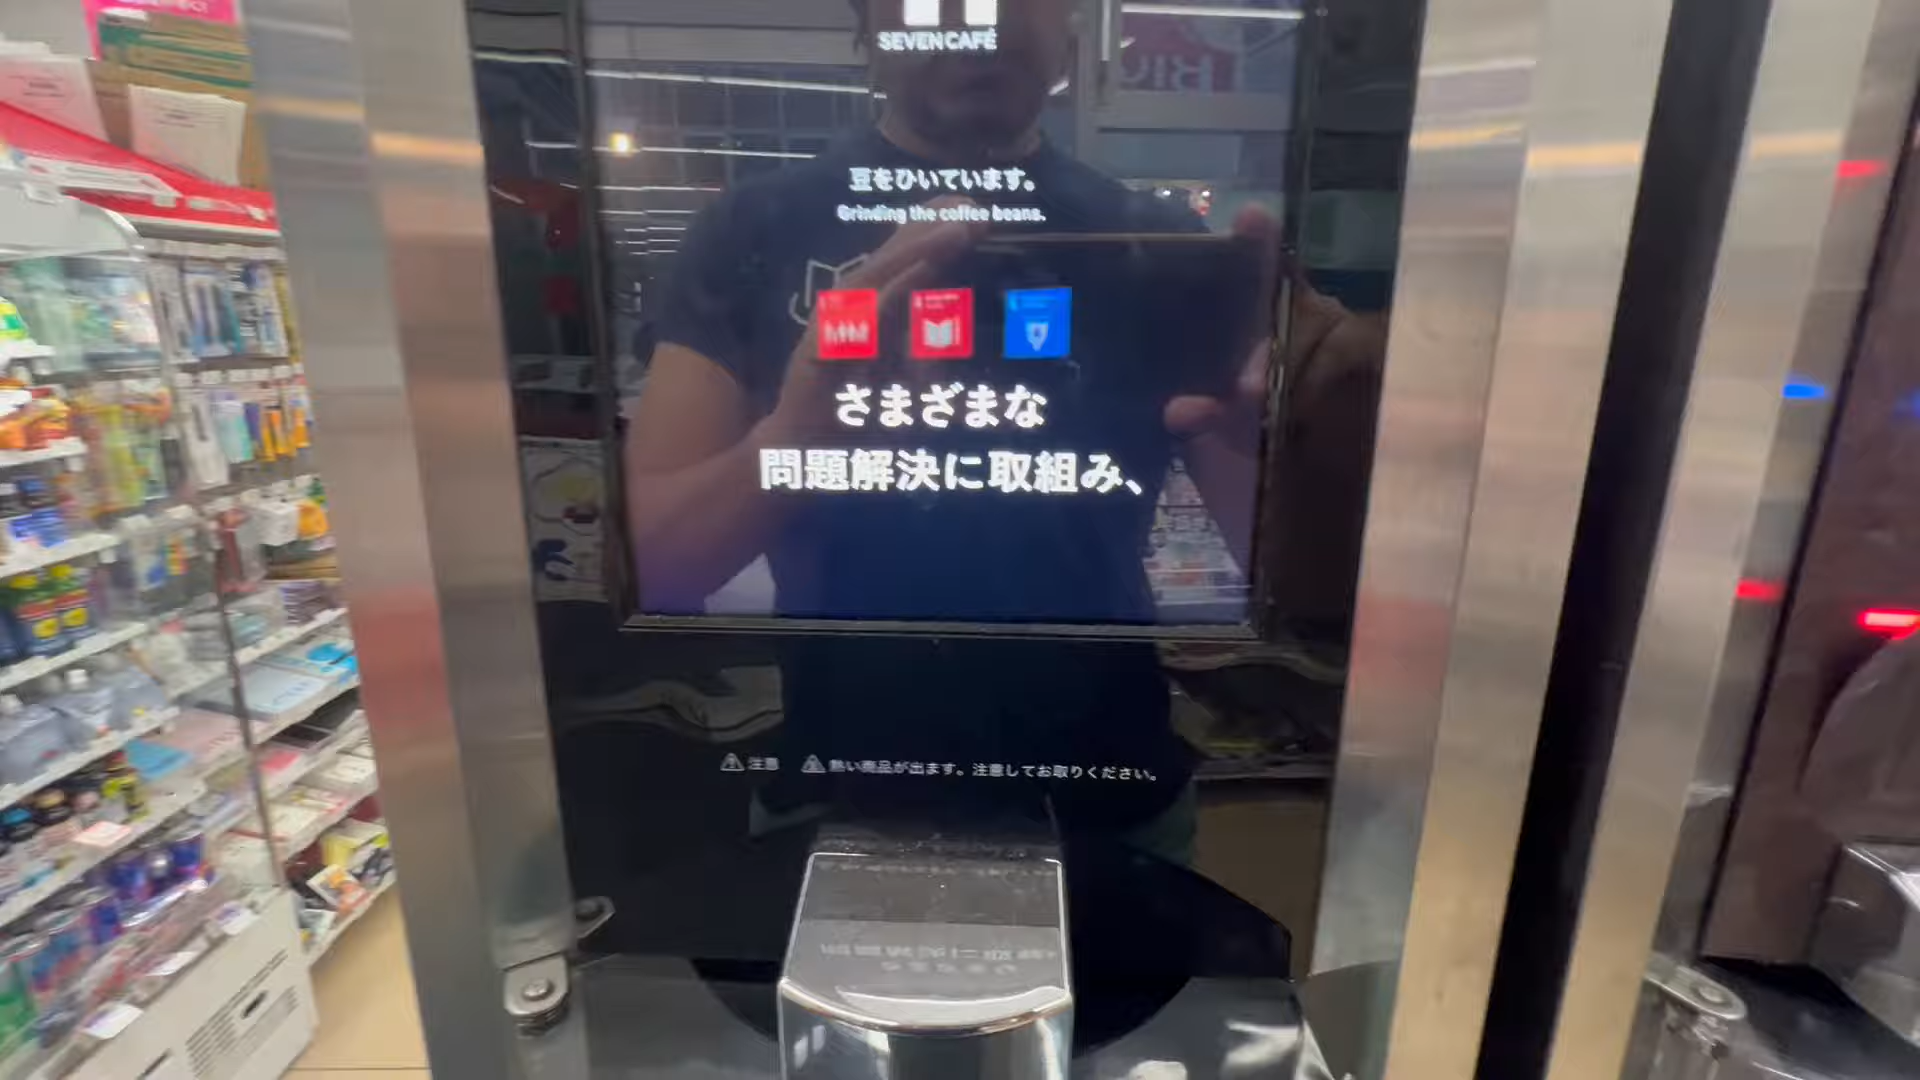 SEVEN CAFÉ
豆をひいています。
Grinding the coffee beans.
さまざまな
問題解決に取組み、
注意 熱い商品が出ます。注意してお取りください。